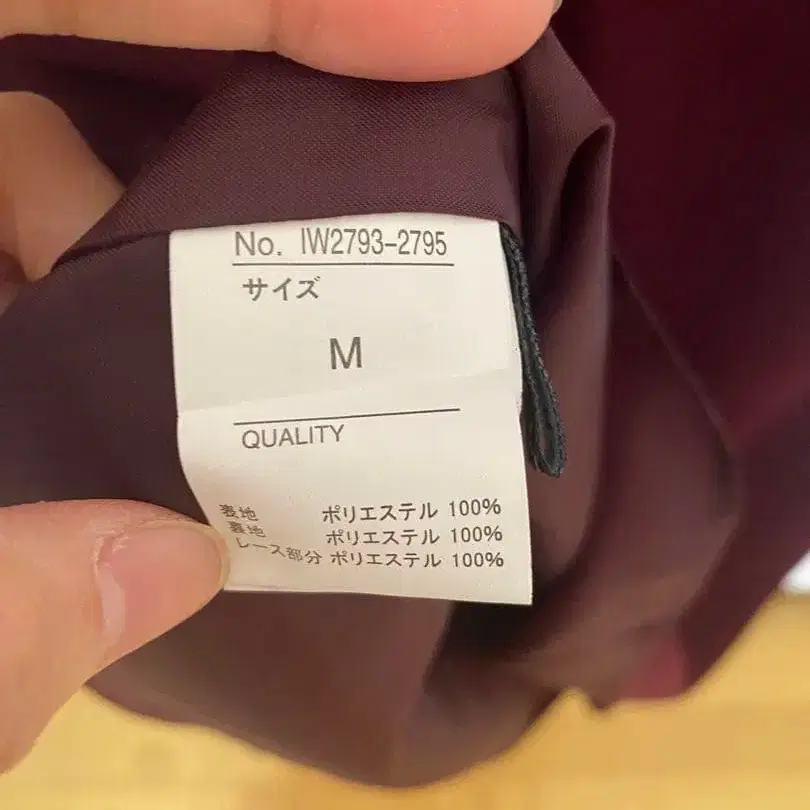 No. IW2793-2795
サイズ
M
QUALITY
表地 ポリエステル 100%
裏地 ポリエステル 100%
レース部分 ポリエステル 100%